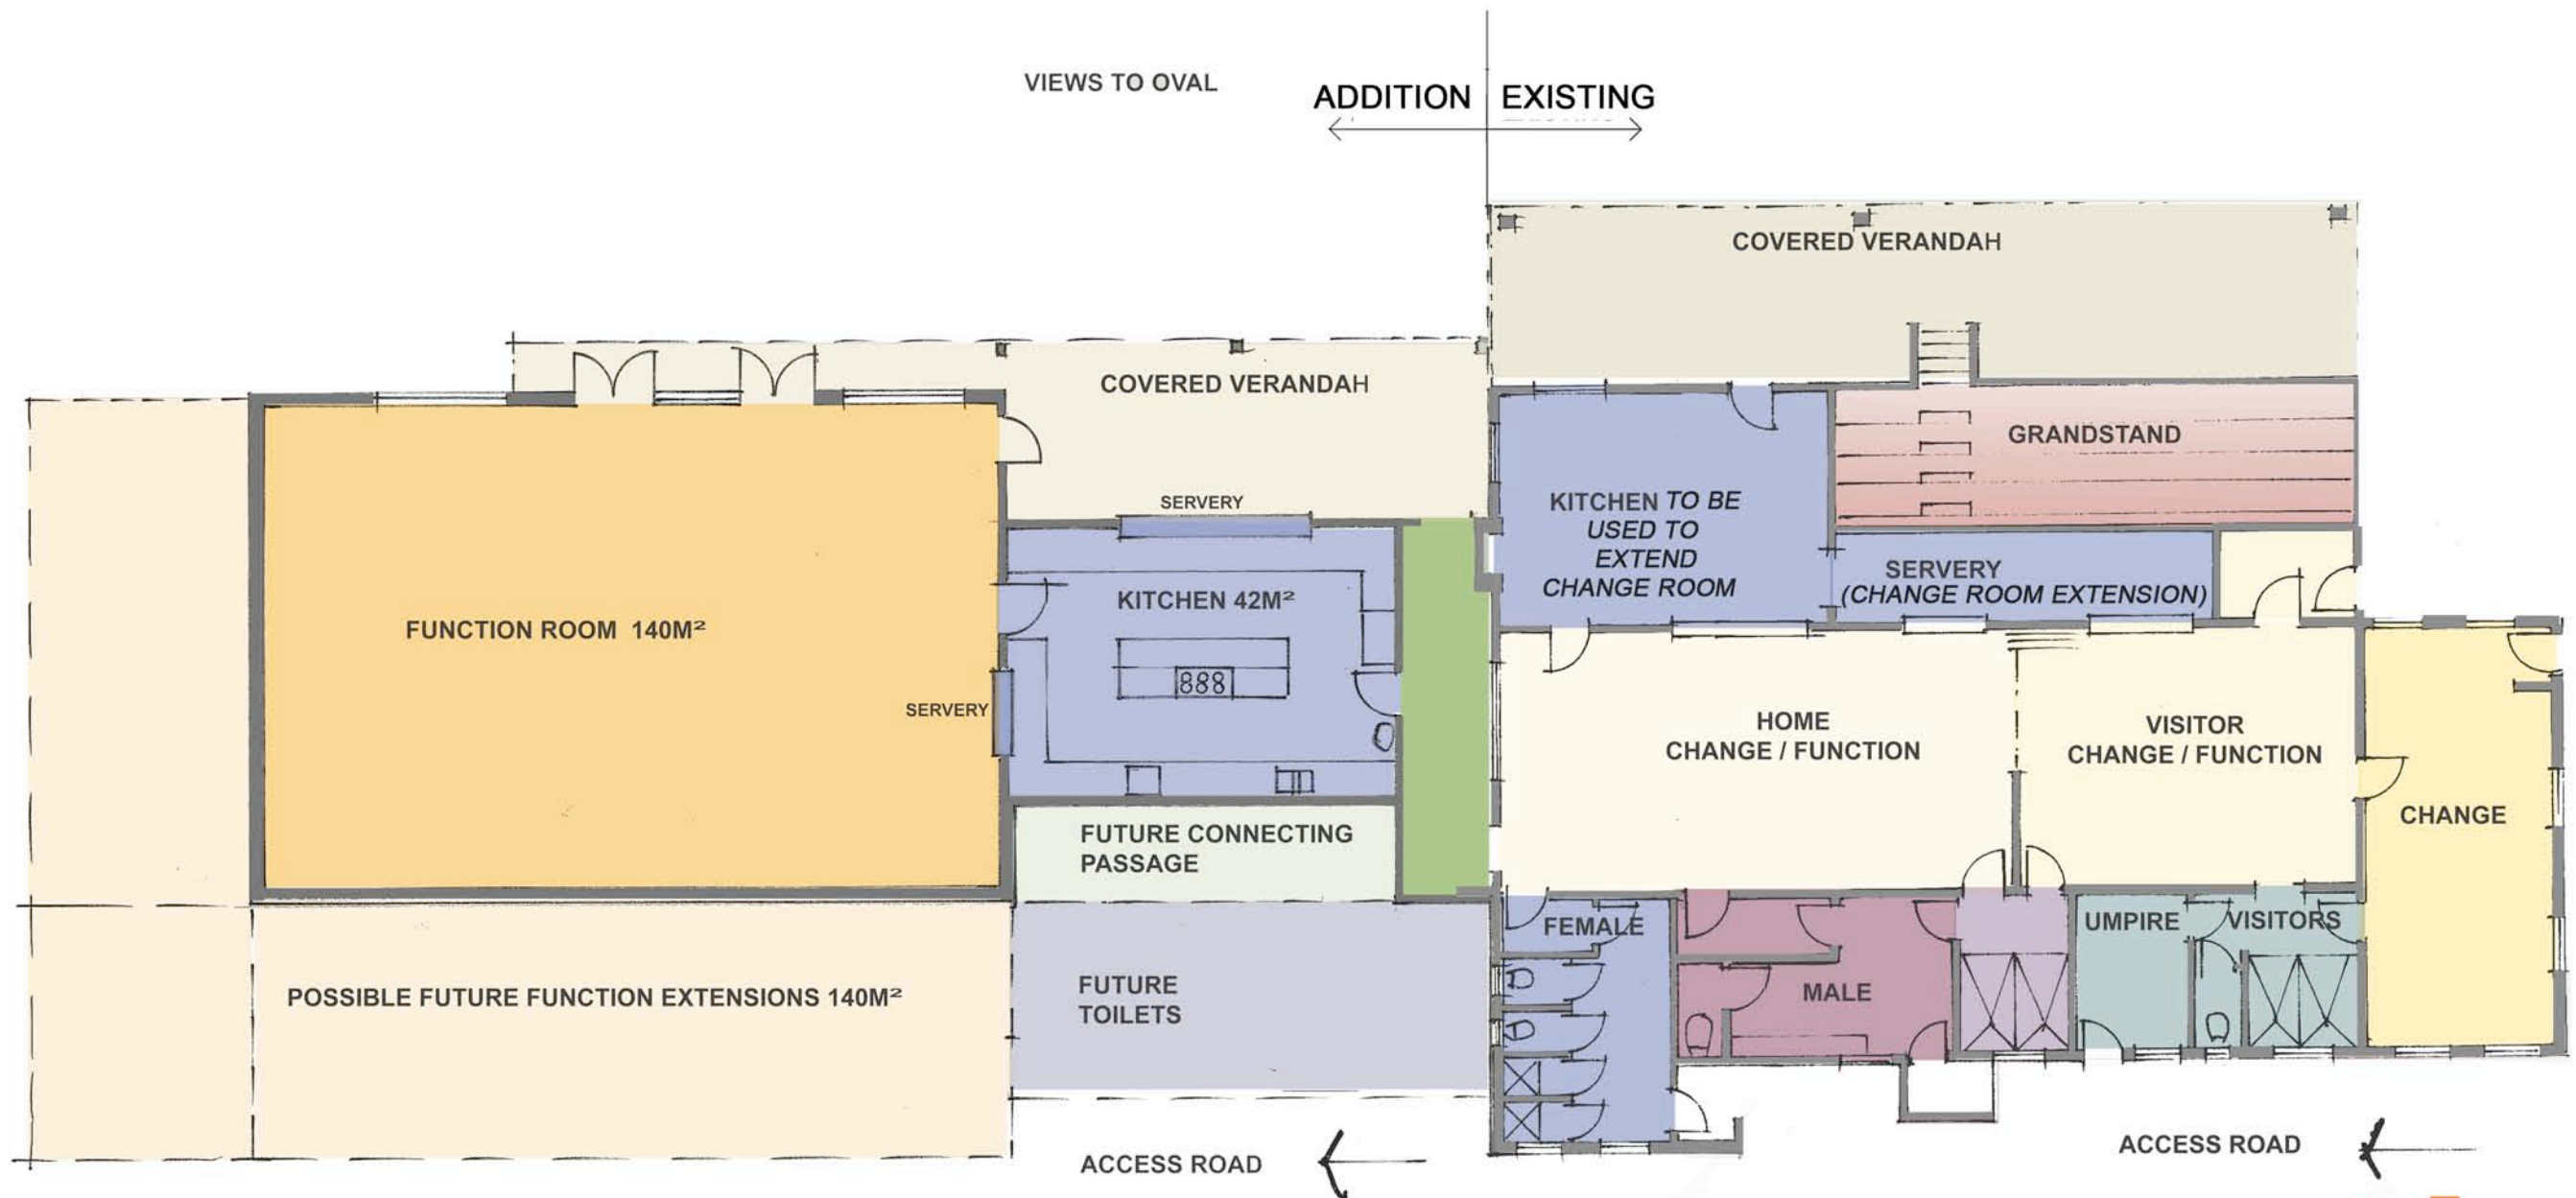 VIEWS TO OVAL
ADDITION
EXISTING
COVERED VERANDAH
COVERED VERANDAH
GRANDSTAND
SERVERY
KITCHEN TO BE
USED TO
EXTEND
CHANGE ROOM
SERVERY
(CHANGE ROOM EXTENSION)
FUNCTION ROOM 140M²
KITCHEN 42M²
888
SERVERY
HOME
CHANGE / FUNCTION
VISITOR
CHANGE / FUNCTION
CHANGE
FUTURE CONNECTING
PASSAGE
FEMALE
UMPIRE
VISITORS
MALE
POSSIBLE FUTURE FUNCTION EXTENSIONS 140M²
FUTURE
TOILETS
ACCESS ROAD
ACCESS ROAD